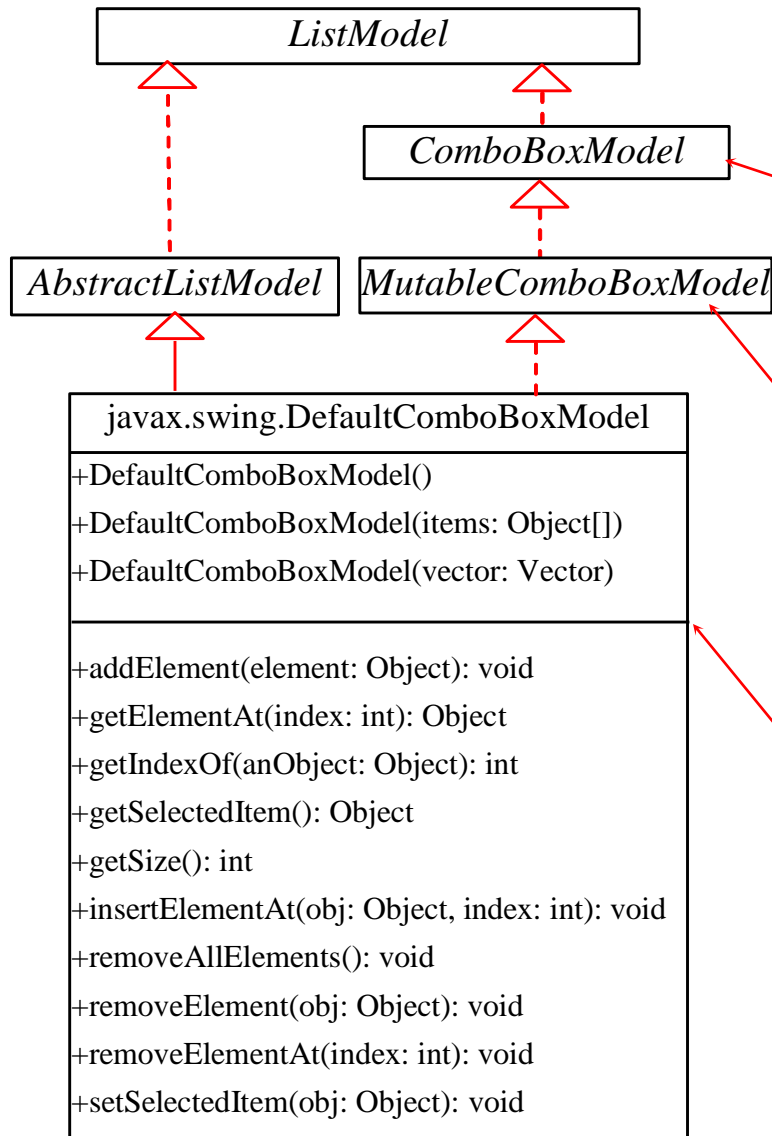 ListModel
ComboBoxModel
AbstractListModel
MutableComboBoxModel
javax.swing.DefaultComboBoxModel
+DefaultComboBoxModel()
+DefaultComboBoxModel(items: Object[])
+DefaultComboBoxModel(vector: Vector)
+addElement(element: Object): void
+getElementAt(index: int): Object
+getIndexOf(anObject: Object): int
+getSelectedItem(): Object
+getSize(): int
+insertElementAt(obj: Object, index: int): void
+removeAllElements(): void
+removeElement(obj: Object): void
+removeElementAt(index: int): void
+setSelectedItem(obj: Object): void